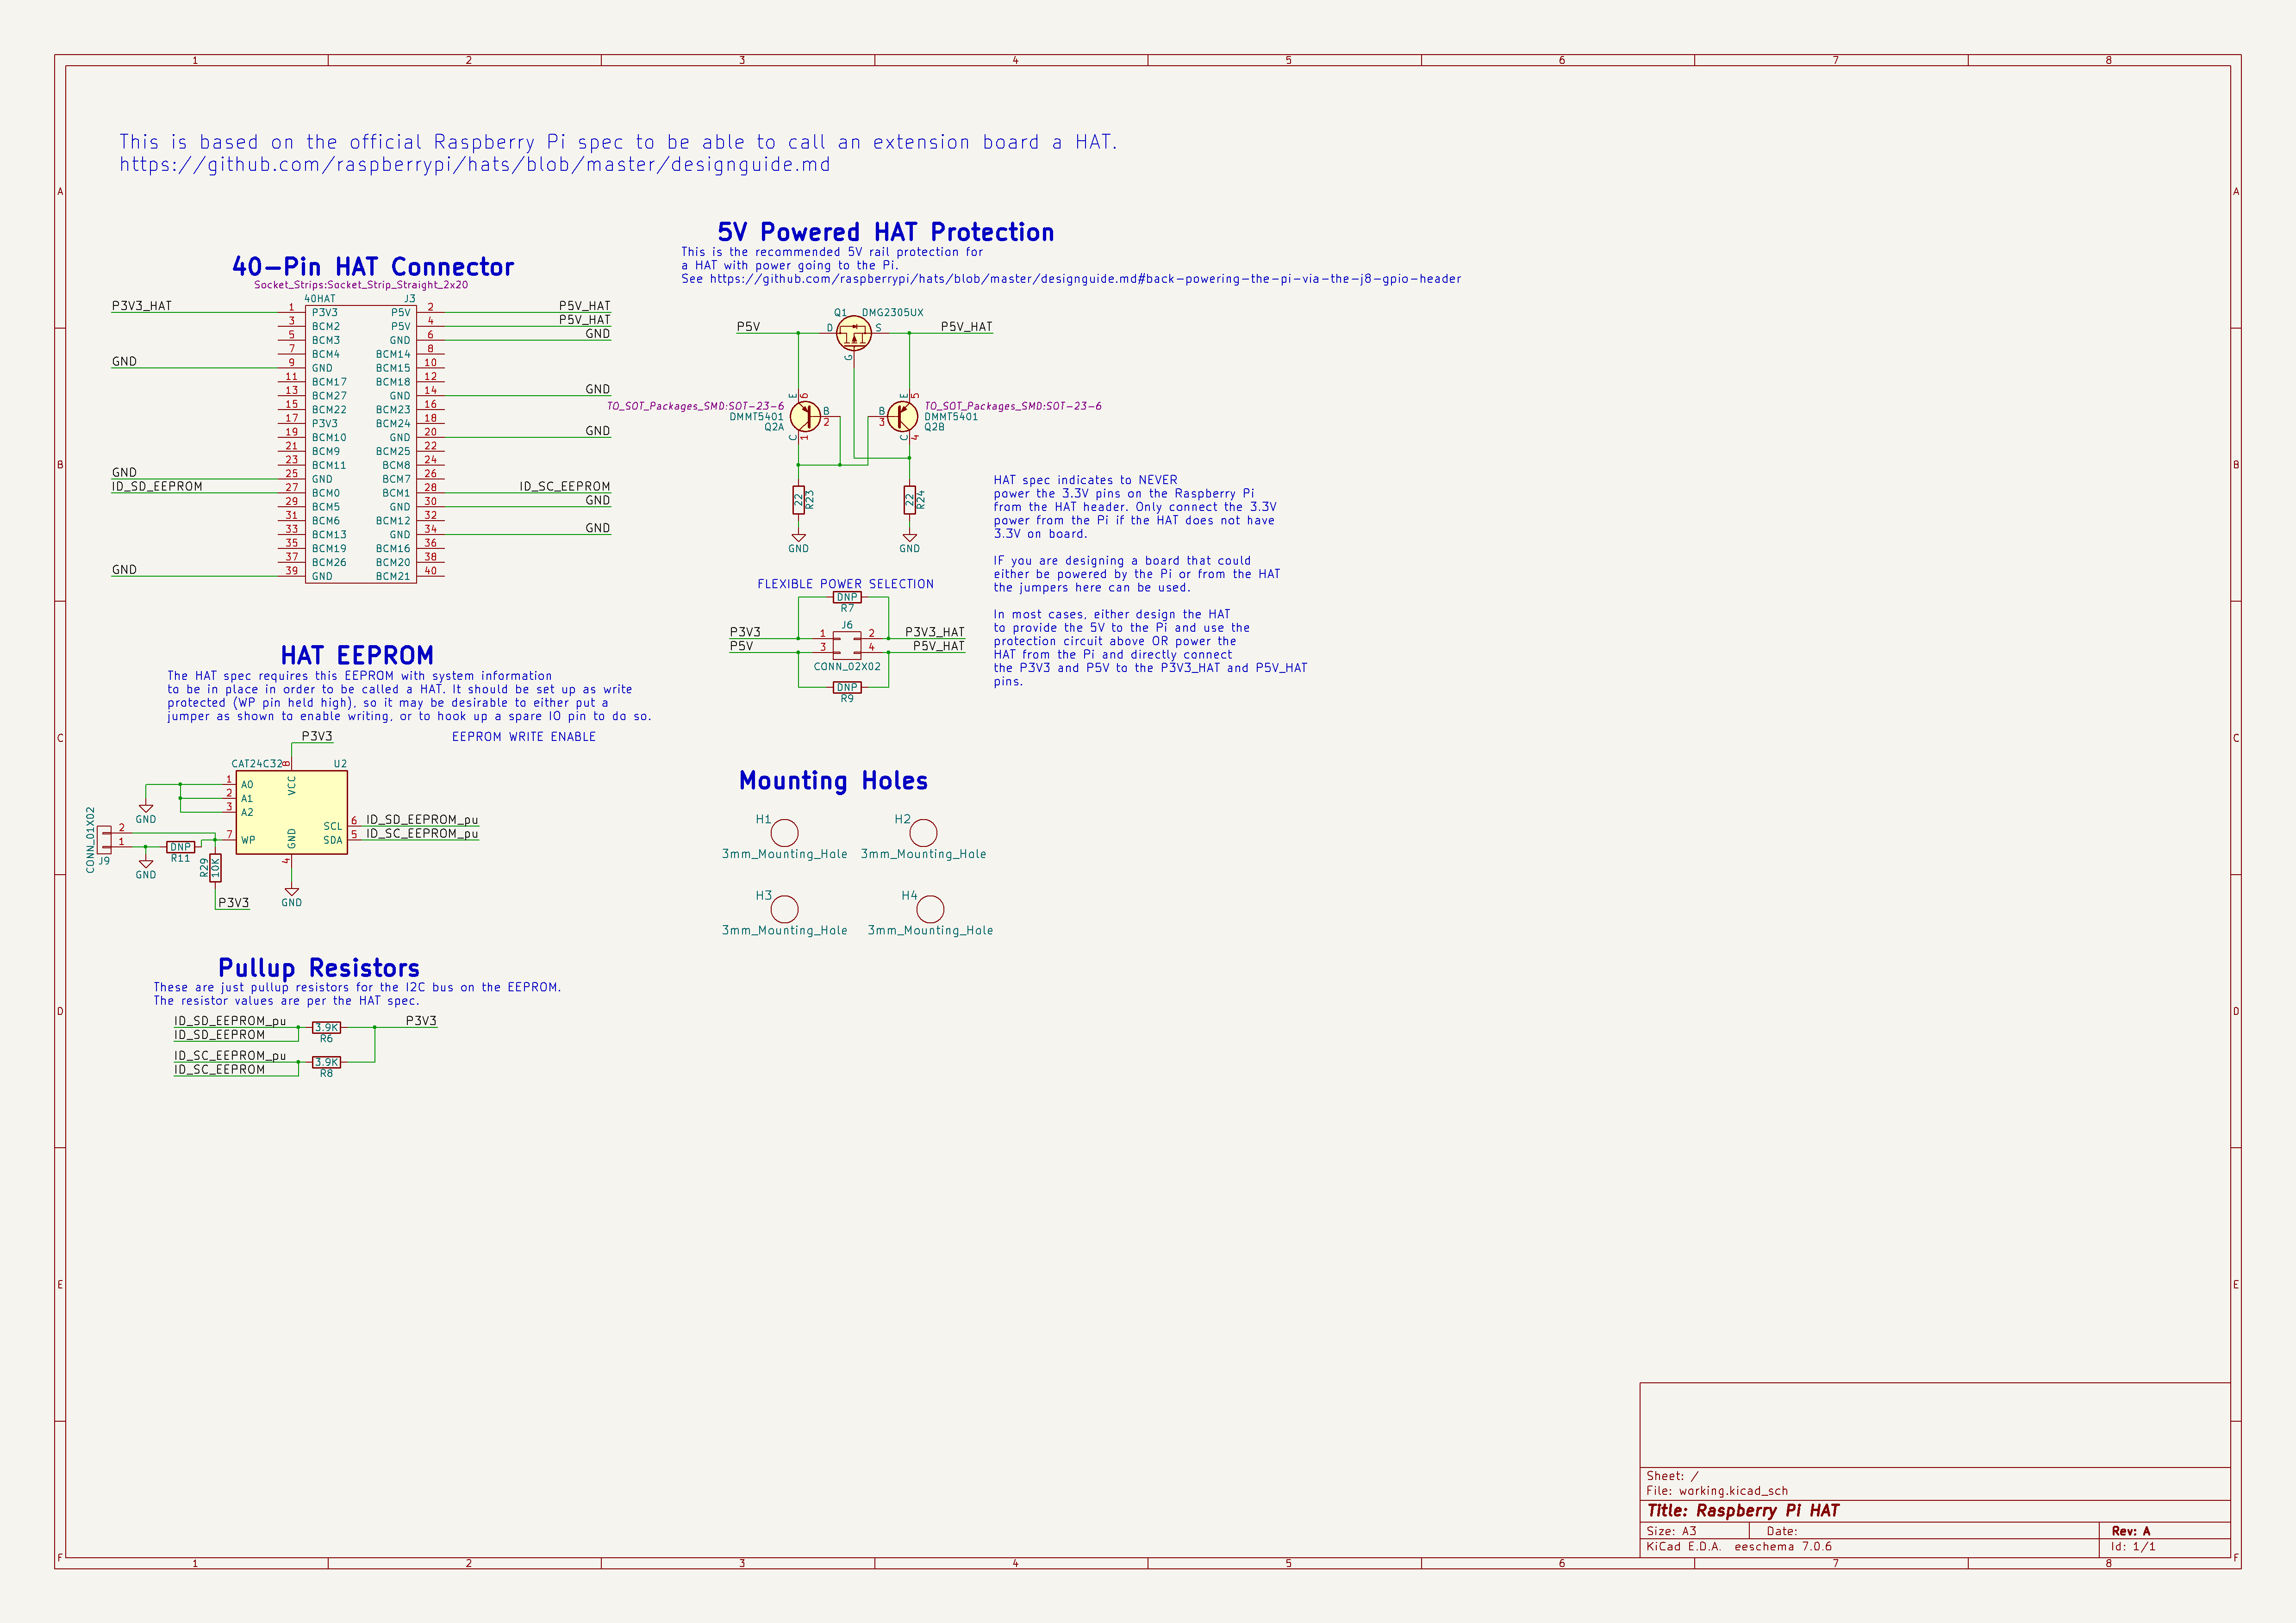 This is based on the official Raspberry Pi spec to be able to call an extension board a HAT.
https://github.com/raspberrypi/hats/blob/master/designguide.md
40-Pin HAT Connector
Socket_Strips:Socket_Strip_Straight_2x20
40HAT J3
P3V3_HAT 1 P3V3 P5V 2 P5V_HAT
3 BCM2 P5V 4 P5V_HAT
5 BCM3 GND 6 GND
7 BCM4 BCM14 8
GND 9 GND BCM15 10
11 BCM17 BCM18 12
13 BCM27 GND 14 GND
15 BCM22 BCM23 16
17 P3V3 BCM24 18
19 BCM10 GND 20 GND
21 BCM9 BCM25 22
23 BCM11 BCM8 24
GND 25 GND BCM7 26
ID_SD_EEPROM 27 BCM0 BCM1 28 ID_SC_EEPROM
29 BCM5 GND 30 GND
31 BCM6 BCM12 32
33 BCM13 GND 34 GND
35 BCM19 BCM16 36
37 BCM26 BCM20 38
GND 39 GND BCM21 40
5V Powered HAT Protection
This is the recommended 5V rail protection for
a HAT with power going to the Pi.
See https://github.com/raspberrypi/hats/blob/master/designguide.md#back-powering-the-pi-via-the-j8-gpio-header
Q1 DMG2305UX
P5V D S P5V_HAT
G
E 6 E 5
TO_SOT_Packages_SMD:SOT-23-6 TO_SOT_Packages_SMD:SOT-23-6
DMMT5401 B 2 B 3 DMMT5401
Q2A Q2B
C 1 C 4
22 R23 22 R24
GND GND
HAT spec indicates to NEVER
power the 3.3V pins on the Raspberry Pi
from the HAT header. Only connect the 3.3V
power from the Pi if the HAT does not have
3.3V on board.
IF you are designing a board that could
either be powered by the Pi or from the HAT
the jumpers here can be used.
In most cases, either design the HAT
to provide the 5V to the Pi and use the
protection circuit above OR power the
HAT from the Pi and directly connect
the P3V3 and P5V to the P3V3_HAT and P5V_HAT
pins.
FLEXIBLE POWER SELECTION
DNP
R7
J6
P3V3 1 2 P3V3_HAT
P5V 3 4 P5V_HAT
CONN_02X02
DNP
R9
HAT EEPROM
The HAT spec requires this EEPROM with system information
to be in place in order to be called a HAT. It should be set up as write
protected (WP pin held high), so it may be desirable to either put a
jumper as shown to enable writing, or to hook up a spare IO pin to do so.
P3V3 EEPROM WRITE ENABLE
CAT24C32 8 U2
1 A0 VCC
2 A1
3 A2
GND
6 SCL ID_SD_EEPROM_pu
5 SDA ID_SC_EEPROM_pu
7 WP GND
CONN_01X02
2
1
J9
DNP
R11
R29 10K
4
GND
P3V3
GND
Mounting Holes
H1 H2
3mm_Mounting_Hole 3mm_Mounting_Hole
H3 H4
3mm_Mounting_Hole 3mm_Mounting_Hole
Pullup Resistors
These are just pullup resistors for the I2C bus on the EEPROM.
The resistor values are per the HAT spec.
ID_SD_EEPROM_pu 3.9K P3V3
ID_SD_EEPROM R6
ID_SC_EEPROM_pu 3.9K
ID_SC_EEPROM R8
Sheet: /
File: working.kicad_sch
Title: Raspberry Pi HAT
Size: A3 Date: Rev: A
KiCad E.D.A. eeschema 7.0.6 Id: 1/1
1 2 3 4 5 6 7 8
1 2 3 4 5 6 7 8
A B C D E F
A B C D E F